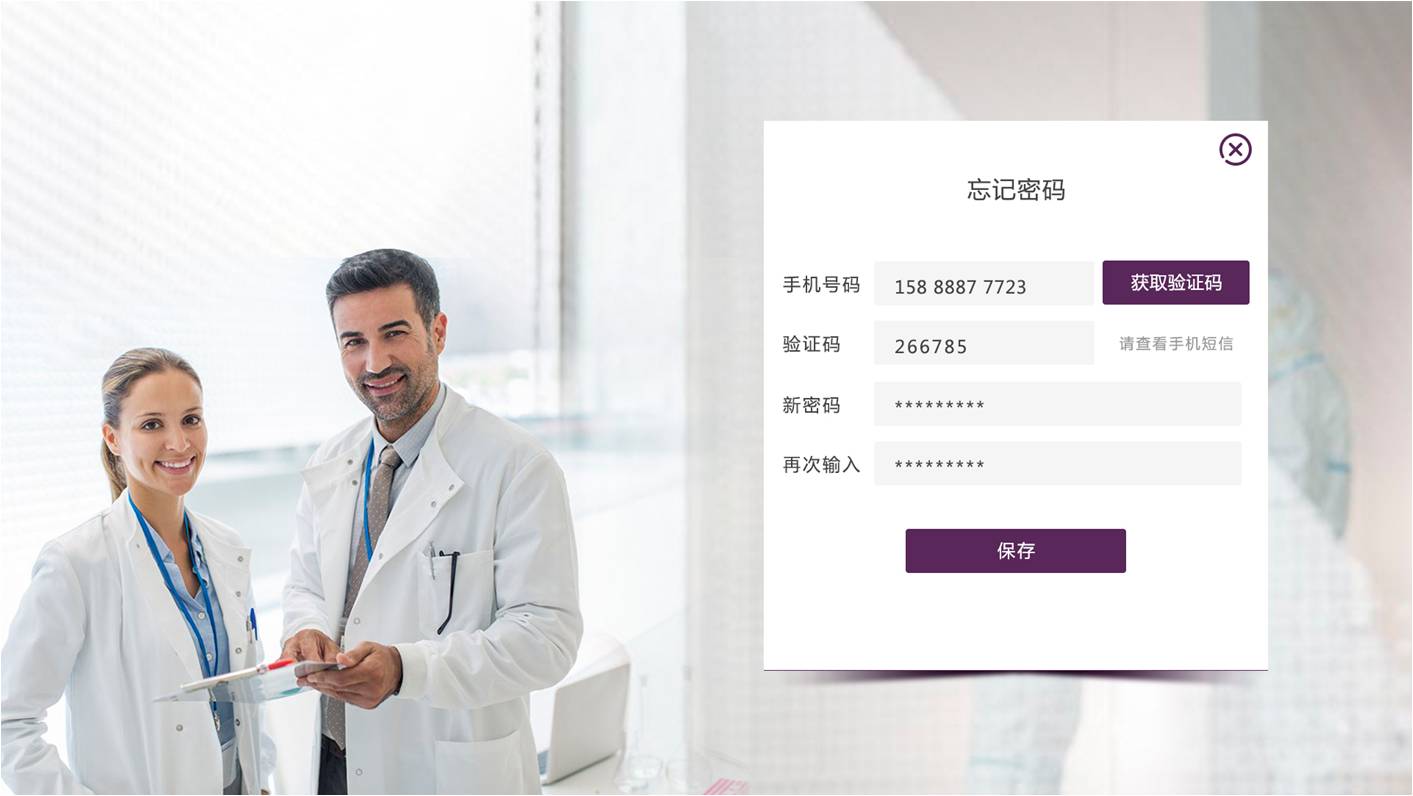 忘记密码
手机号码 158 8887 7723 获取验证码
验证码 266785 请查看手机短信
新密码 *********
再次输入 *********
保存